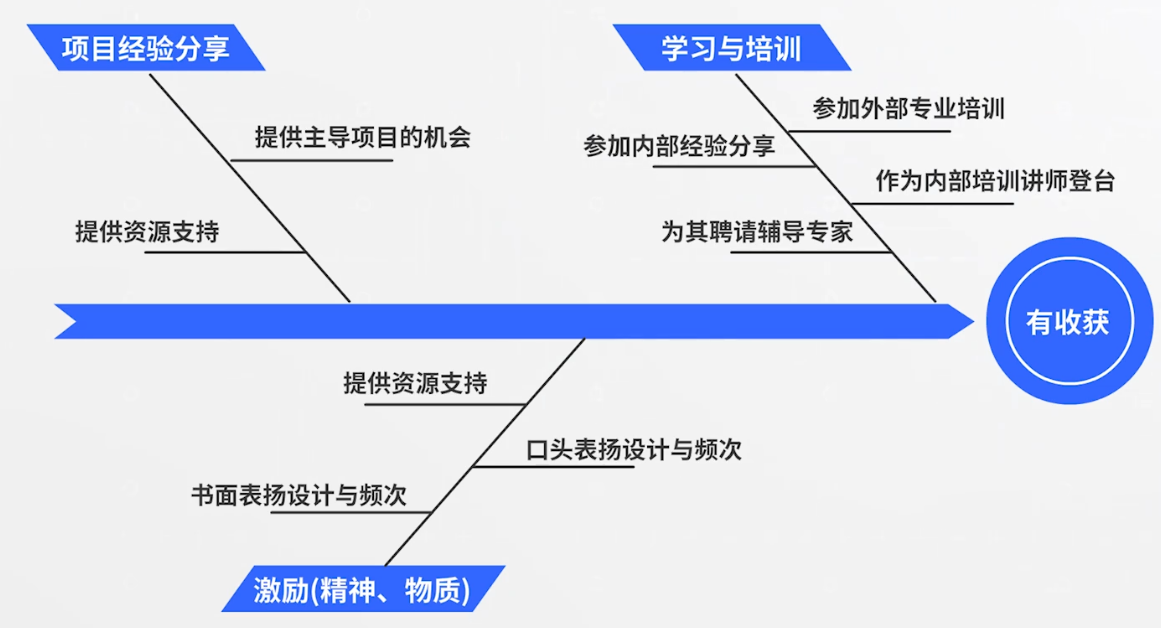 项目经验分享
提供主导项目的机会
提供资源支持
学习与培训
参加外部专业培训
参加内部经验分享
作为内部培训讲师登台
为其聘请辅导专家
有收获
提供资源支持
口头表扬设计与频次
书面表扬设计与频次
激励(精神、物质)